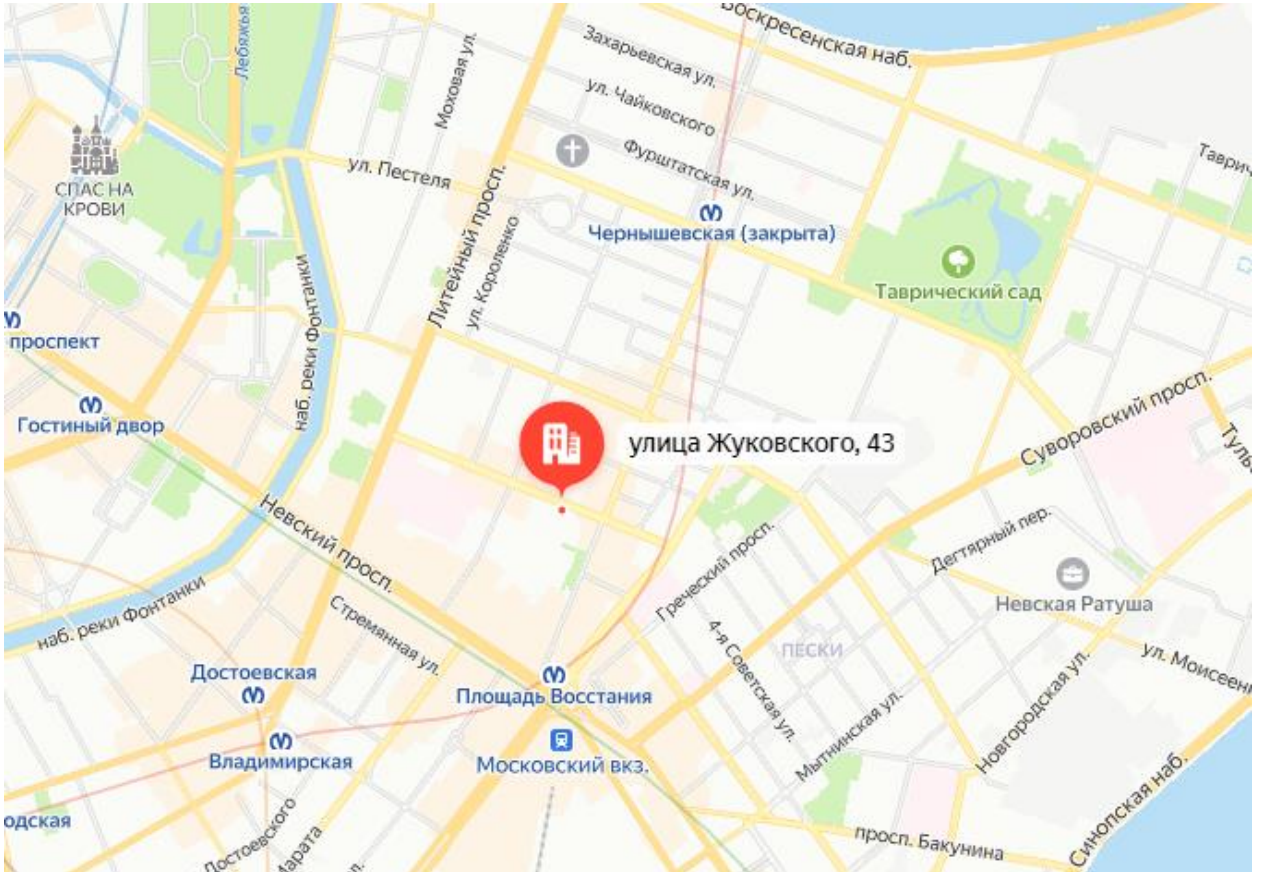 Воскресенская наб.
Захарьевская ул.
ул. Чайковского
Фурштатская ул.
Лебяжья
Моховая ул.
СПАС НА
КРОВИ
ул. Пестеля
Литейный просп.
ул. Короленко
Чернышевская (закрыта)
Таврический сад
Таврич
проспект
Гостиный двор
наб. реки Фонтанки
улица Жуковского, 43
Суворовский просп.
Туль
Невский просп.
Греческий просп.
Дегтярный пер.
Невская Ратуша
наб. реки Фонтанки
Стремянная ул.
4-я Советская ул.
ПЕСКИ
ул. Моисеен
Достоевская
Площадь Восстания
Мытнинская ул.
Новгородская ул.
Владимирская
Московский вкз.
Синопская наб.
одская
Достоевского
Марата
ул.
просп. Бакунина